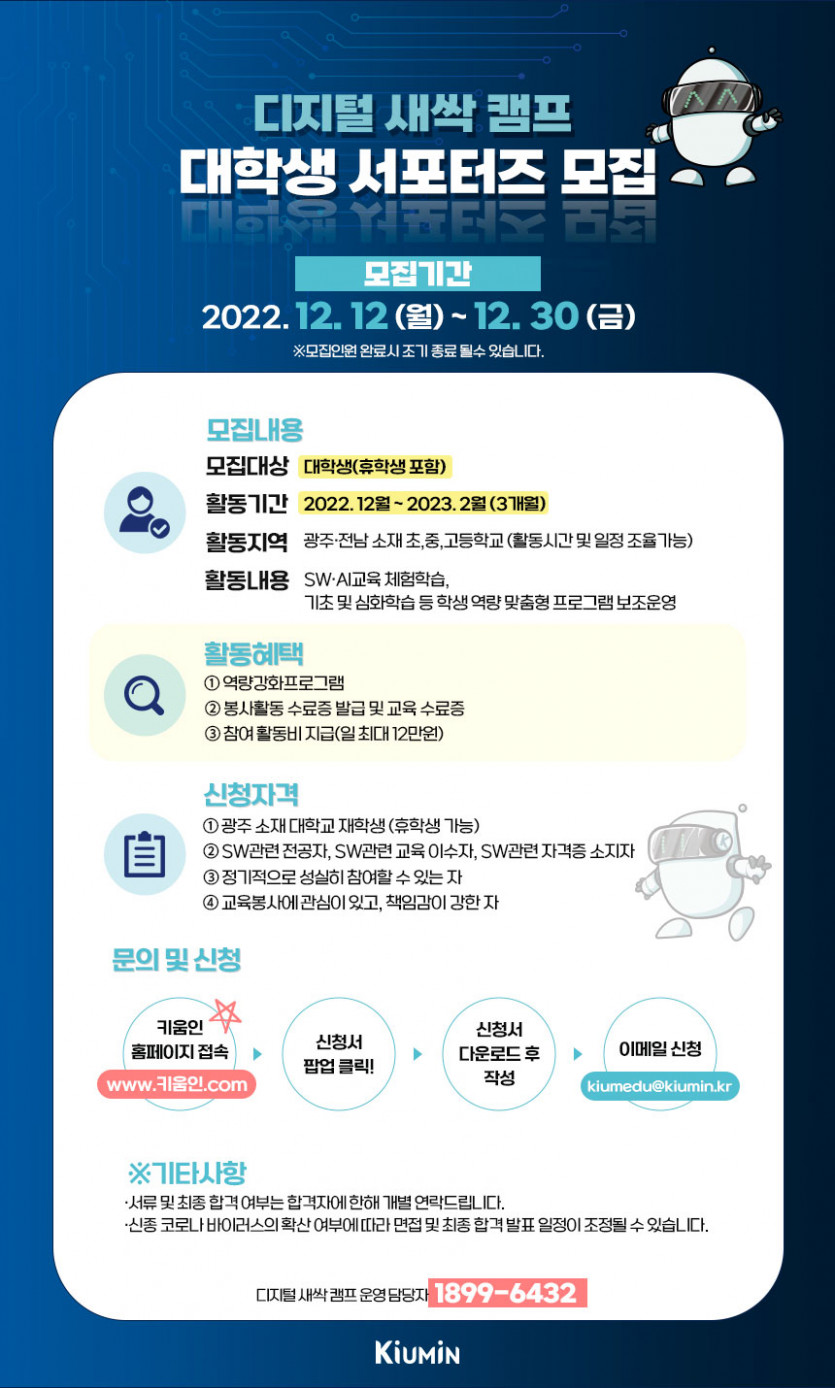 디지털 새싹 캠프
대학생 서포터즈 모집
모집기간
2022. 12. 12 (월) ~ 12. 30 (금)
※모집인원 완료시 조기 종료 될수 있습니다.
모집내용
모집대상 대학생(휴학생 포함)
활동기간 2022. 12월 ~ 2023. 2월 (3개월)
활동지역 광주·전남 소재 초,중,고등학교 (활동시간 및 일정 조율가능)
활동내용 SW·AI교육 체험학습,
기초 및 심화학습 등 학생 역량 맞춤형 프로그램 보조운영
활동혜택
① 역량강화프로그램
② 봉사활동 수료증 발급 및 교육 수료증
③ 참여 활동비 지급(일 최대 12만원)
신청자격
① 광주 소재 대학교 재학생 (휴학생 가능)
② SW관련 전공자, SW관련 교육 이수자, SW관련 자격증 소지자
③ 정기적으로 성실히 참여할 수 있는 자
④ 교육봉사에 관심이 있고, 책임감이 강한 자
문의 및 신청
키움인
홈페이지 접속
www.키움인.com
신청서
팝업 클릭!
신청서
다운로드 후
작성
이메일 신청
kiumedu@kiumin.kr
※기타사항
·서류 및 최종 합격 여부는 합격자에 한해 개별 연락드립니다.
·신종 코로나 바이러스의 확산 여부에 따라 면접 및 최종 합격 발표 일정이 조정될 수 있습니다.
디지털 새싹 캠프 운영 담당자 1899-6432
KiUMiN